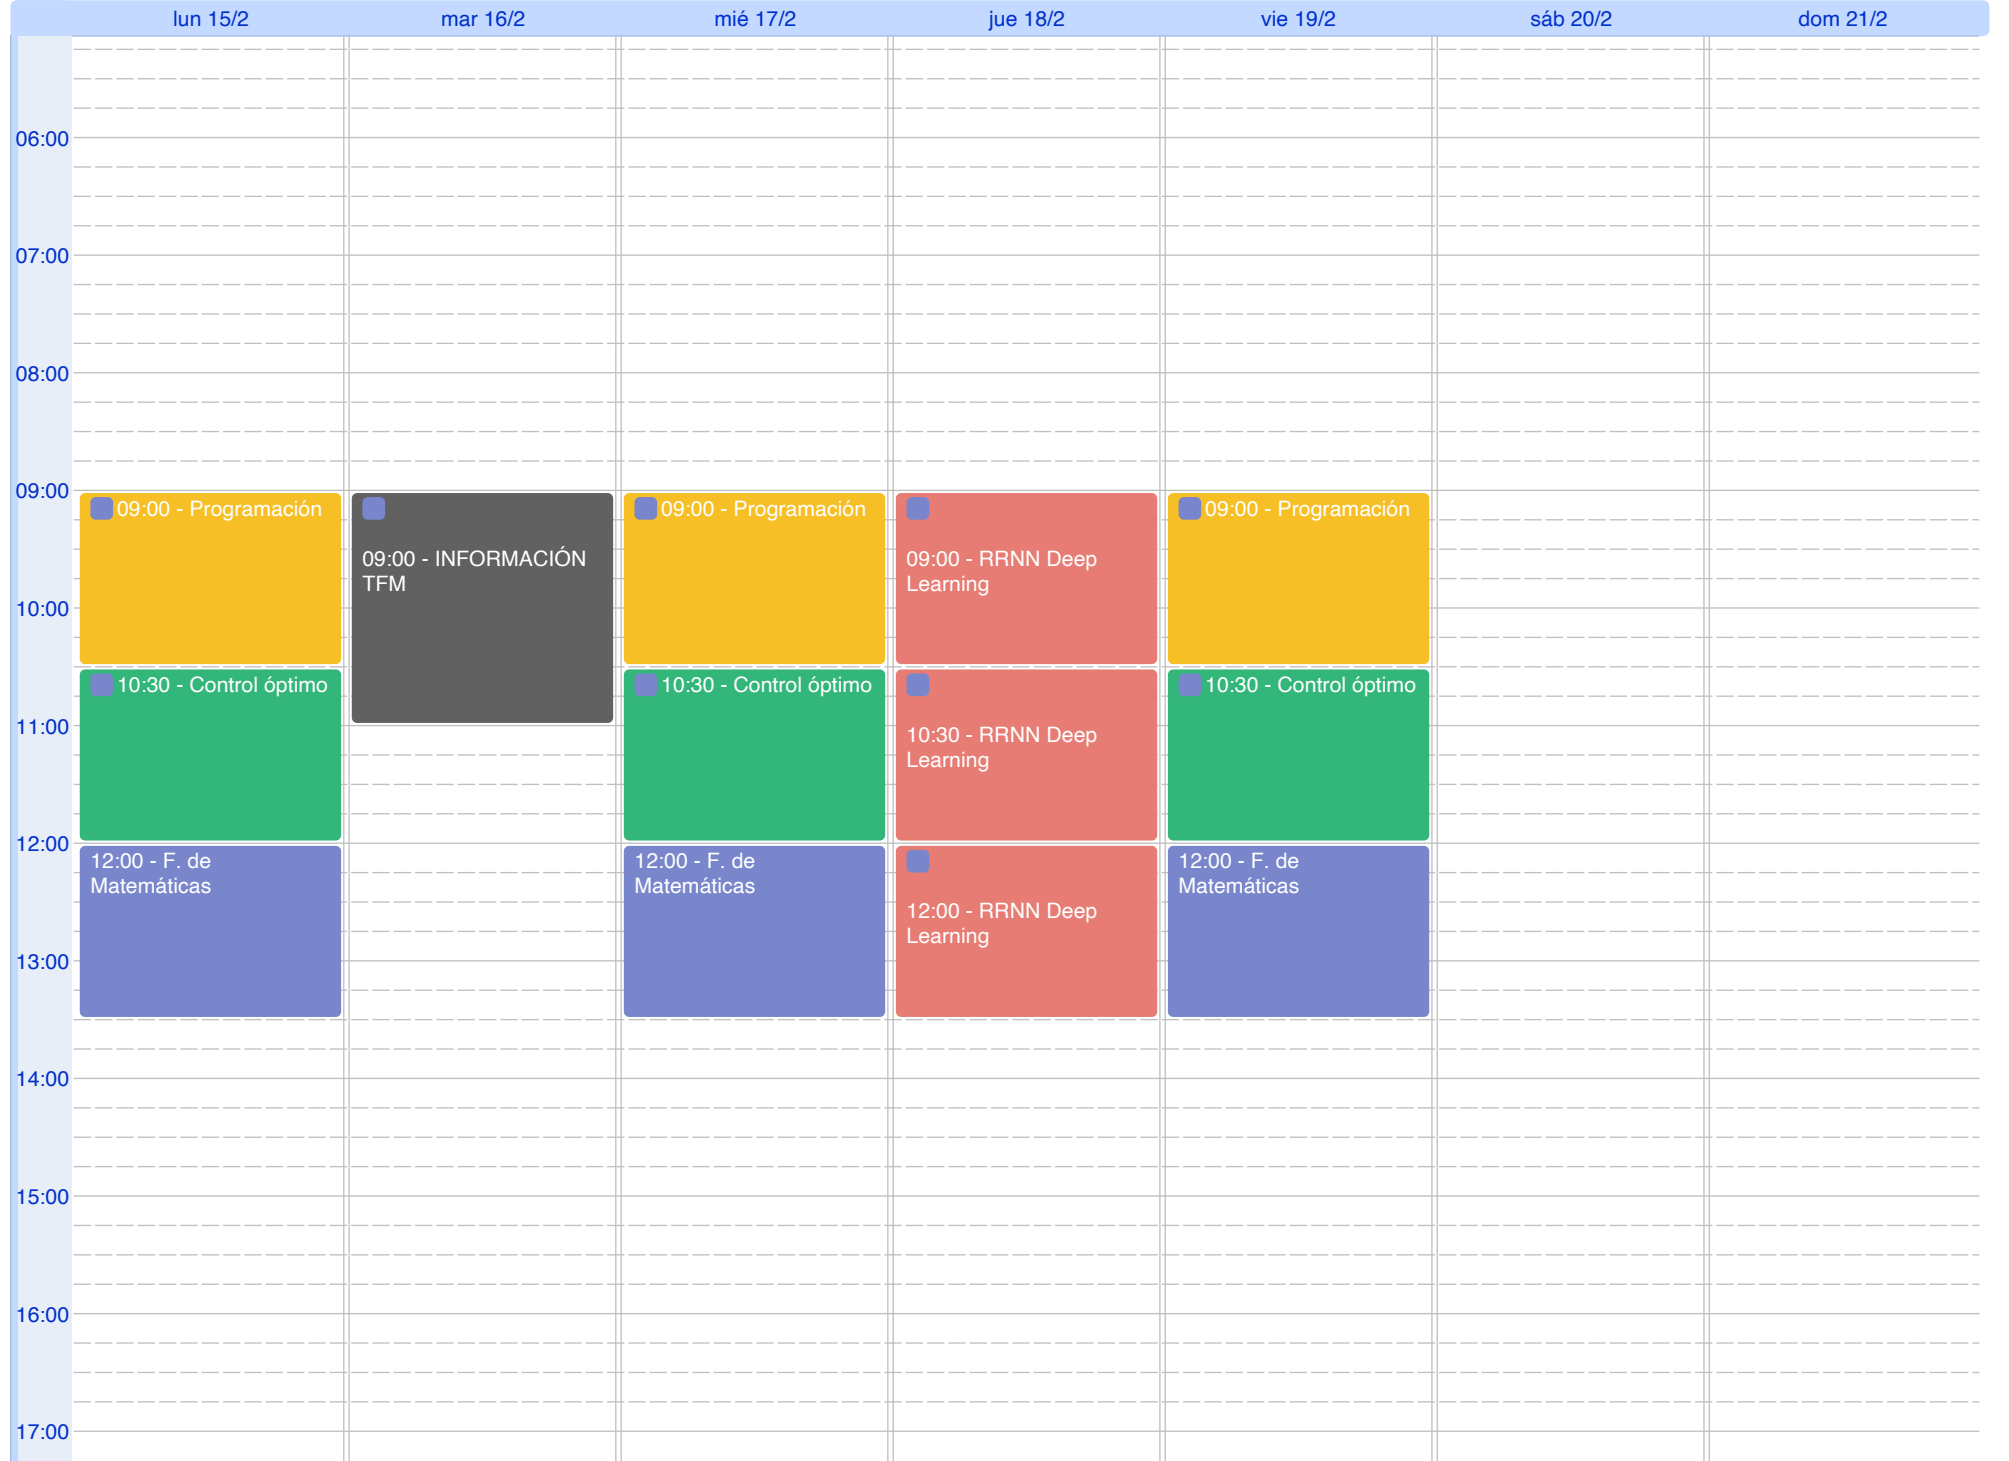 lun 15/2
mar 16/2
mié 17/2
jue 18/2
vie 19/2
sáb 20/2
dom 21/2
06:00
07:00
08:00
09:00
10:00
11:00
12:00
13:00
14:00
15:00
16:00
17:00
09:00 - Programación
10:30 - Control óptimo
12:00 - F. de
Matemáticas
09:00 - INFORMACIÓN
TFM
09:00 - Programación
10:30 - Control óptimo
12:00 - F. de
Matemáticas
09:00 - RRNN Deep
Learning
10:30 - RRNN Deep
Learning
12:00 - RRNN Deep
Learning
09:00 - Programación
10:30 - Control óptimo
12:00 - F. de
Matemáticas